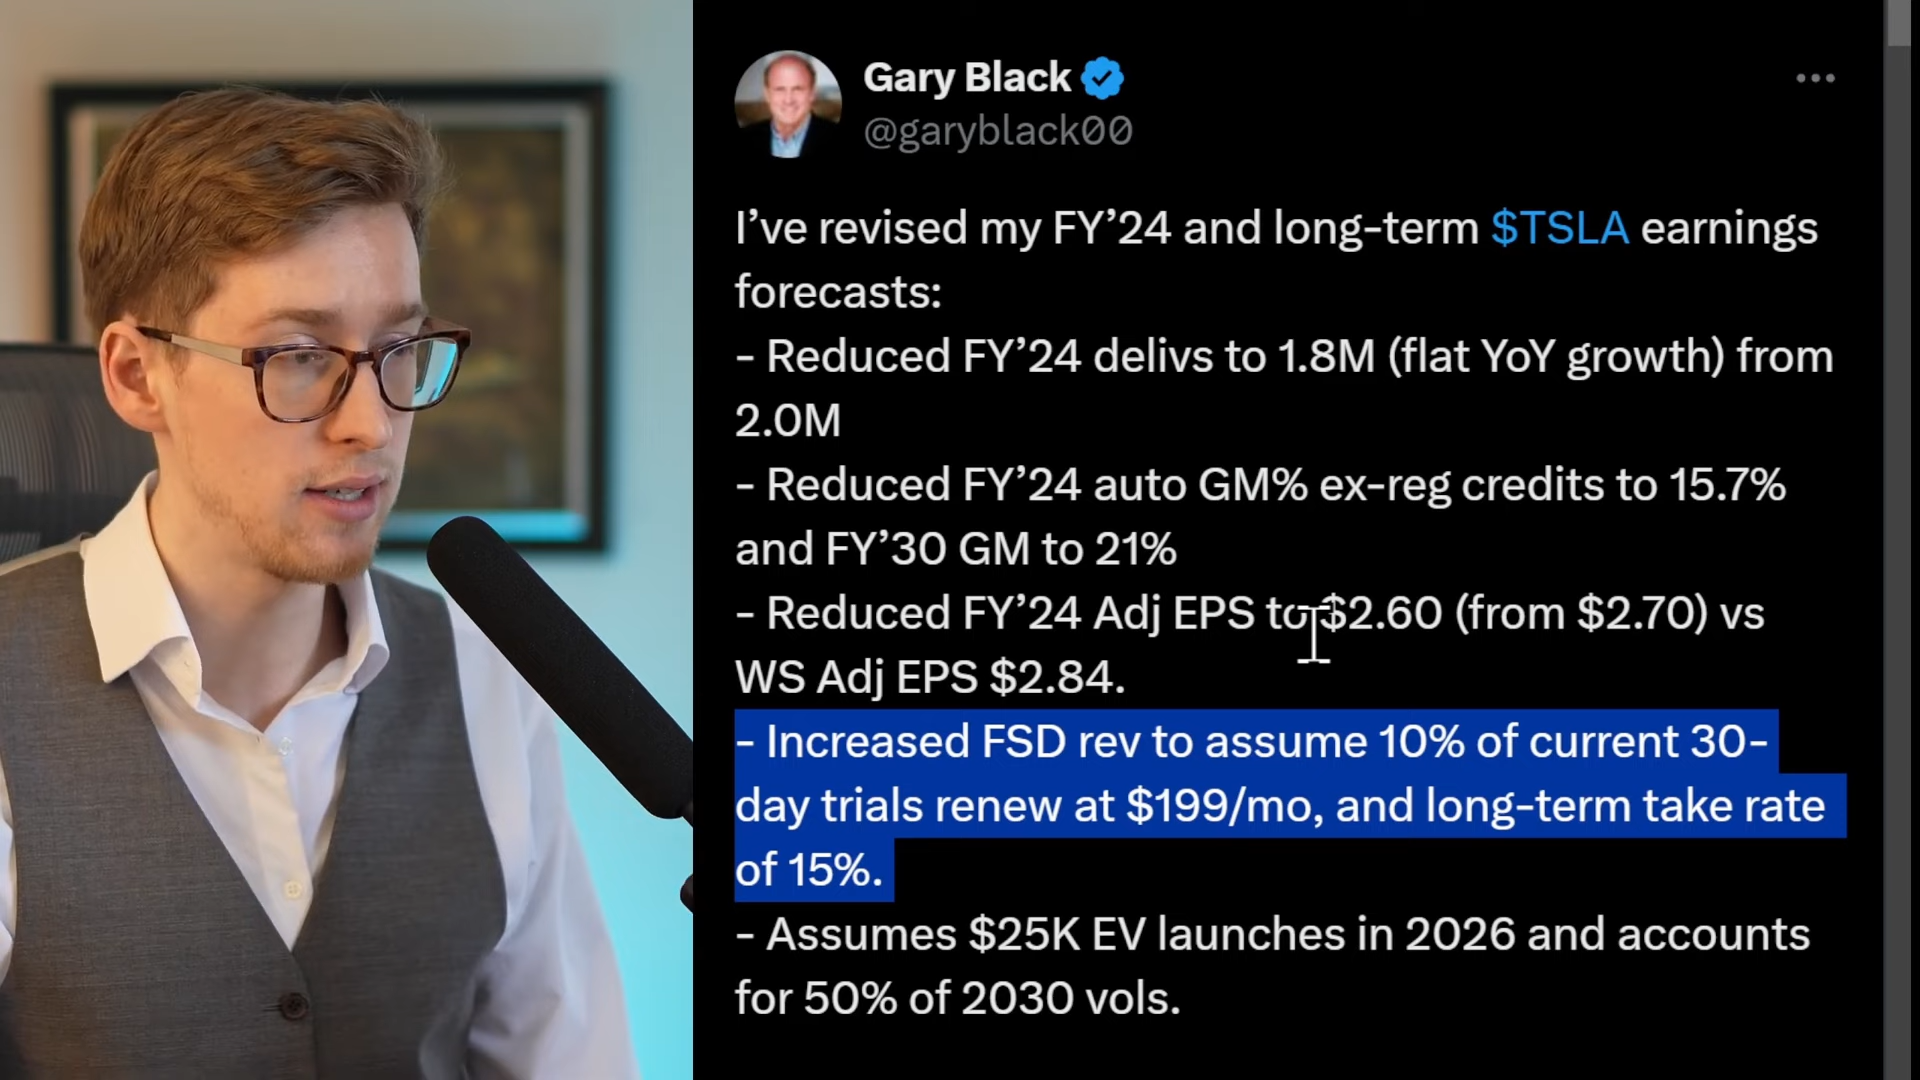 Gary Black
@garyblack00
I’ve revised my FY’24 and long-term $TSLA earnings
forecasts:
- Reduced FY’24 delivs to 1.8M (flat YoY growth) from
2.0M
- Reduced FY’24 auto GM% ex-reg credits to 15.7%
and FY’30 GM to 21%
- Reduced FY’24 Adj EPS to $2.60 (from $2.70) vs
WS Adj EPS $2.84.
- Increased FSD rev to assume 10% of current 30-
day trials renew at $199/mo, and long-term take rate
of 15%.
- Assumes $25K EV launches in 2026 and accounts
for 50% of 2030 vols.